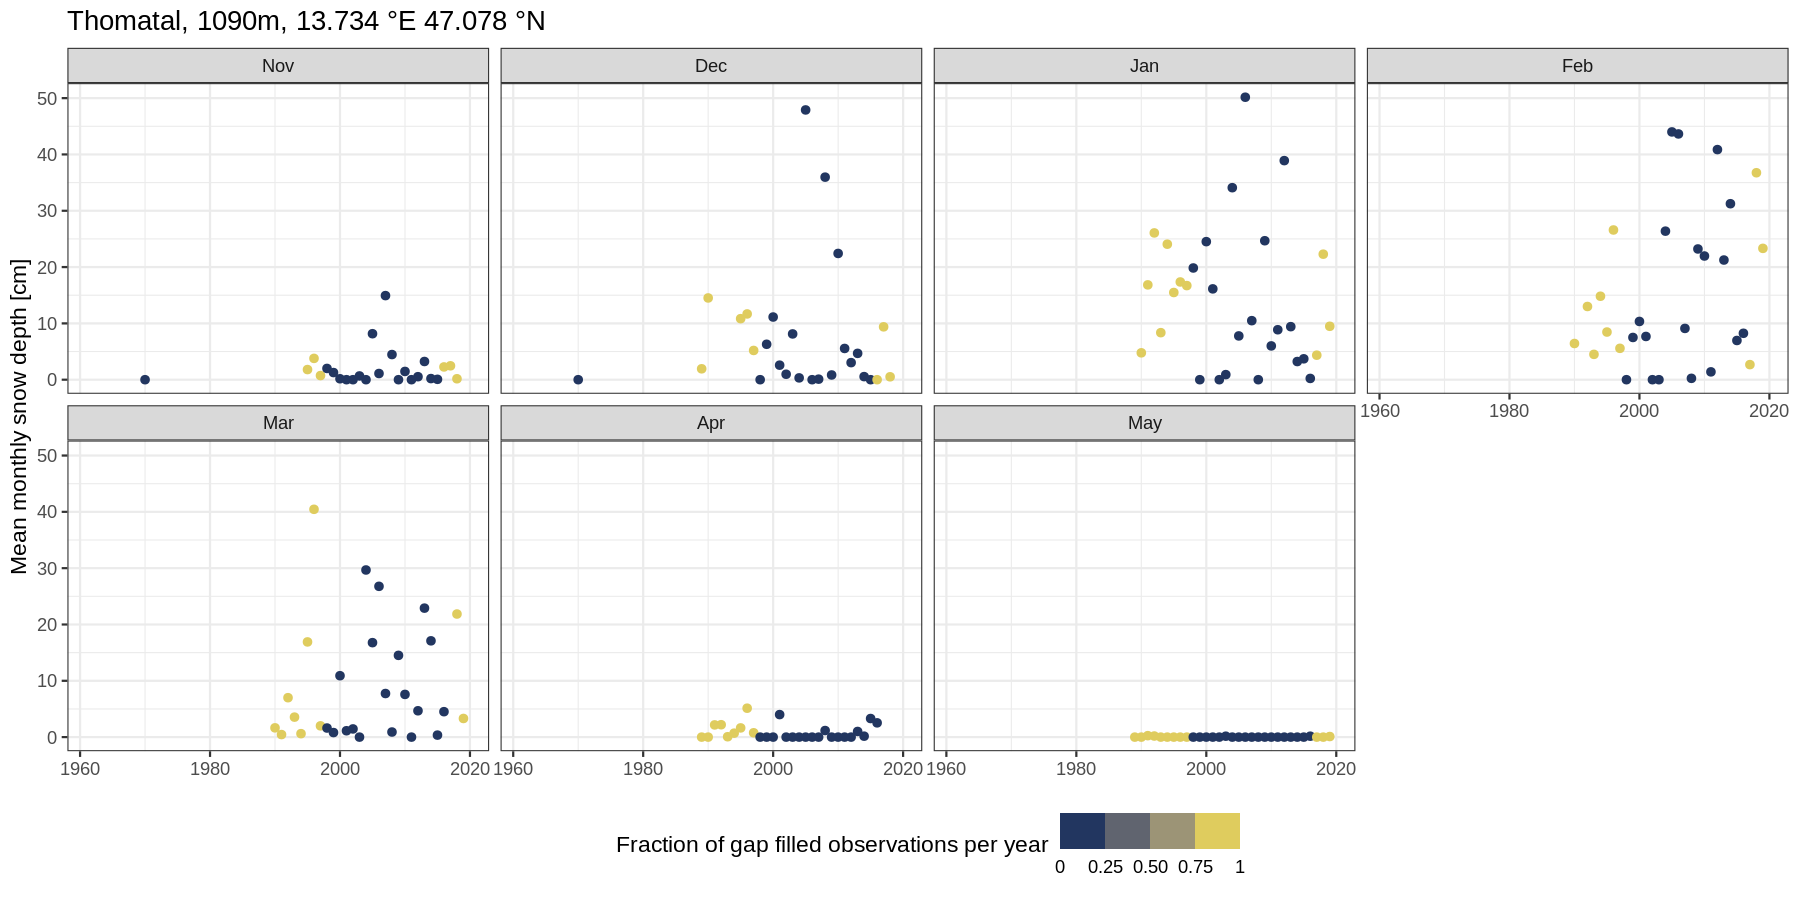 Thomatal, 1090m, 13.734 °E 47.078 °N
Nov Dec Jan Feb
50
40
30
20
10
0
1960 1980 2000 2020
Mean monthly snow depth [cm]
Mar Apr May
50
40
30
20
10
0
1960 1980 2000 2020 1960 1980 2000 2020 1960 1980 2000 2020
Fraction of gap filled observations per year
0 0.25 0.50 0.75 1